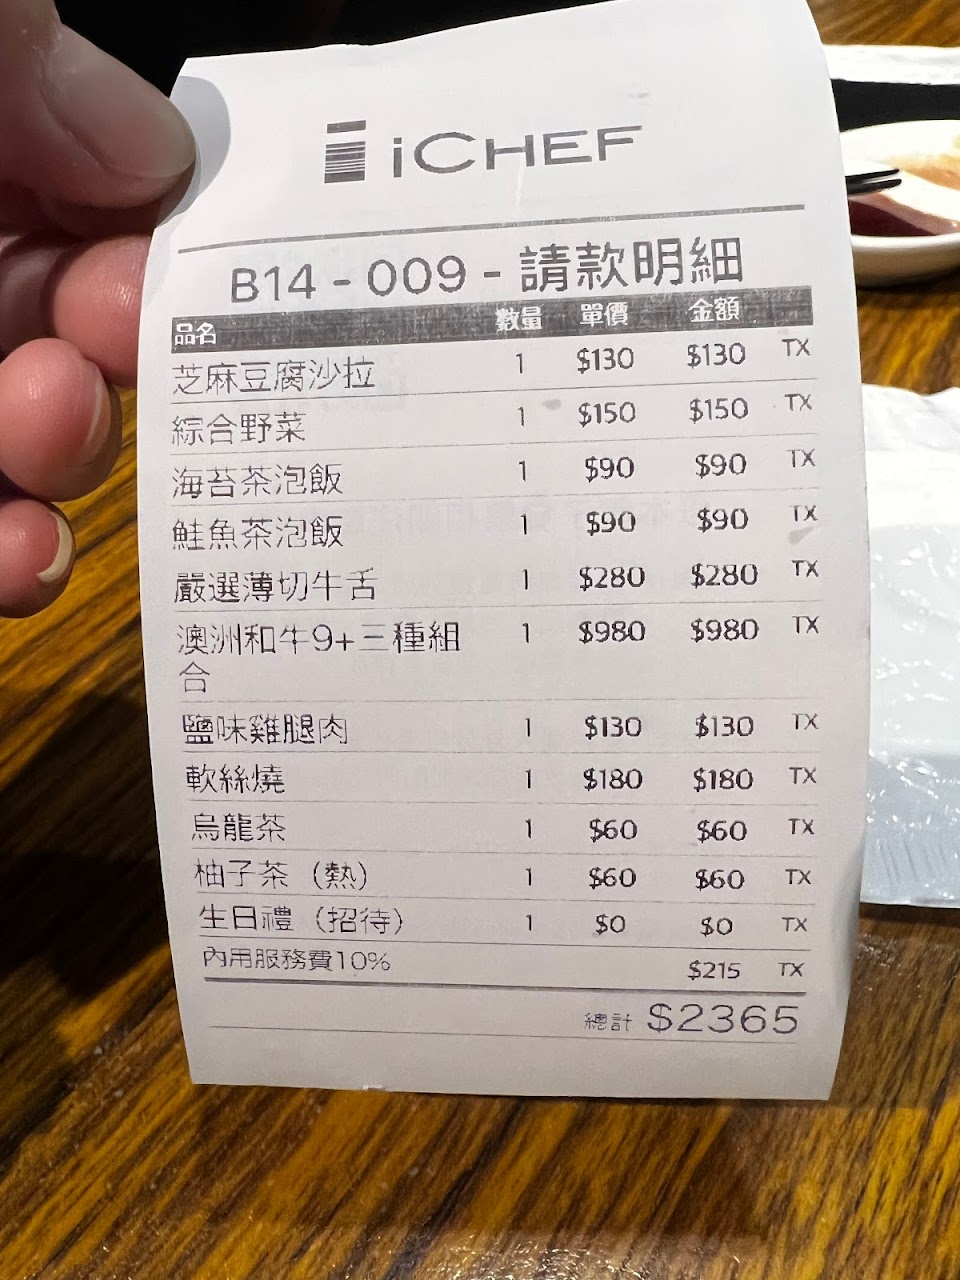 iCHEF
B14 - 009 - 請款明細
品名 數量 單價 金額
芝麻豆腐沙拉 1 $130 $130 TX
綜合野菜 1 $150 $150 TX
海苔茶泡飯 1 $90 $90 TX
鮭魚茶泡飯 1 $90 $90 TX
嚴選薄切牛舌 1 $280 $280 TX
澳洲和牛9+三種組 1 $980 $980 TX
合
鹽味雞腿肉 1 $130 $130 TX
軟絲燒 1 $180 $180 TX
烏龍茶 1 $60 $60 TX
柚子茶（熱） 1 $60 $60 TX
生日禮（招待） 1 $0 $0 TX
內用服務費10% $215 TX
總計 $2365